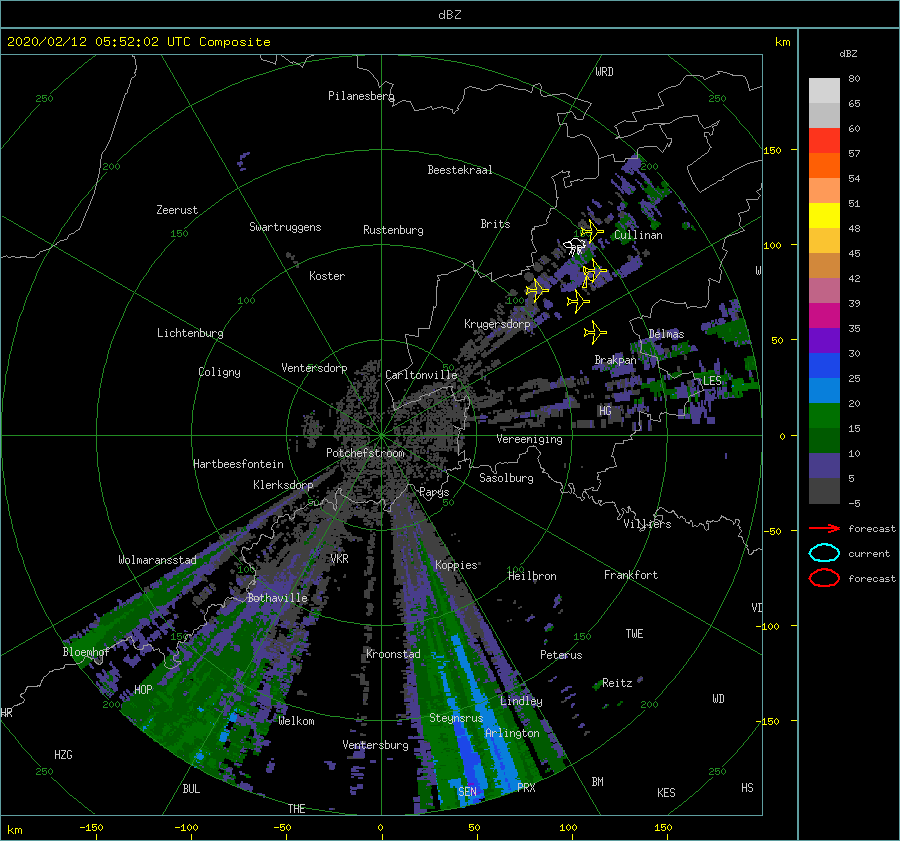 dBZ
2020/02/12 05:52:02 UTC Composite
km
dBZ
WRD
250
250
Pilanesberg
80
65
60
57
54
51
48
45
42
39
35
30
25
20
15
10
5
-5
150
200
200
Beestekraal
Zeerust
150
Swartruggens
Rustenburg
Brits
Cullinan
100
Koster
W
100
100
Lichtenburg
Krugersdorp
Delmas
50
Brakpan
Coligny
Ventersdorp
Carltonville
LES
HG
Vereeniging
0
Potchefstroom
Hartbeesfontein
Klerksdorp
Sasolburg
Parys
50
50
Villiers
-50
forecast
current
forecast
Wolmaransstad
VKR
Koppies
100
100
Heilbron
Frankfort
Bothaville
VD
-100
150
150
TWE
Bloemhof
Kroonstad
Peterus
HOP
Reitz
HR
200
Lindley
200
WD
Welkom
Steynsrus
-150
Arlington
Ventersburg
HZG
250
250
BUL
SEN
PRX
BM
KES
HS
THE
km
-150
-100
-50
0
50
100
150